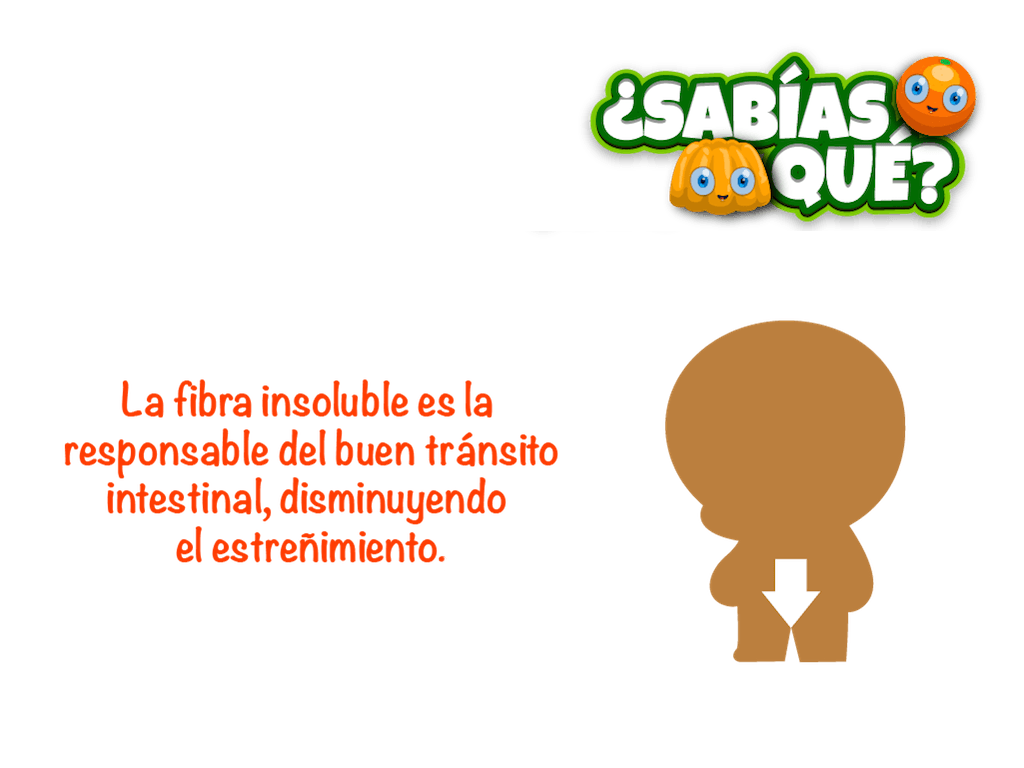 ¿SABÍAS
QUÉ?
La fibra insoluble es la
responsable del buen tránsito
intestinal, disminuyendo
el estreñimiento.